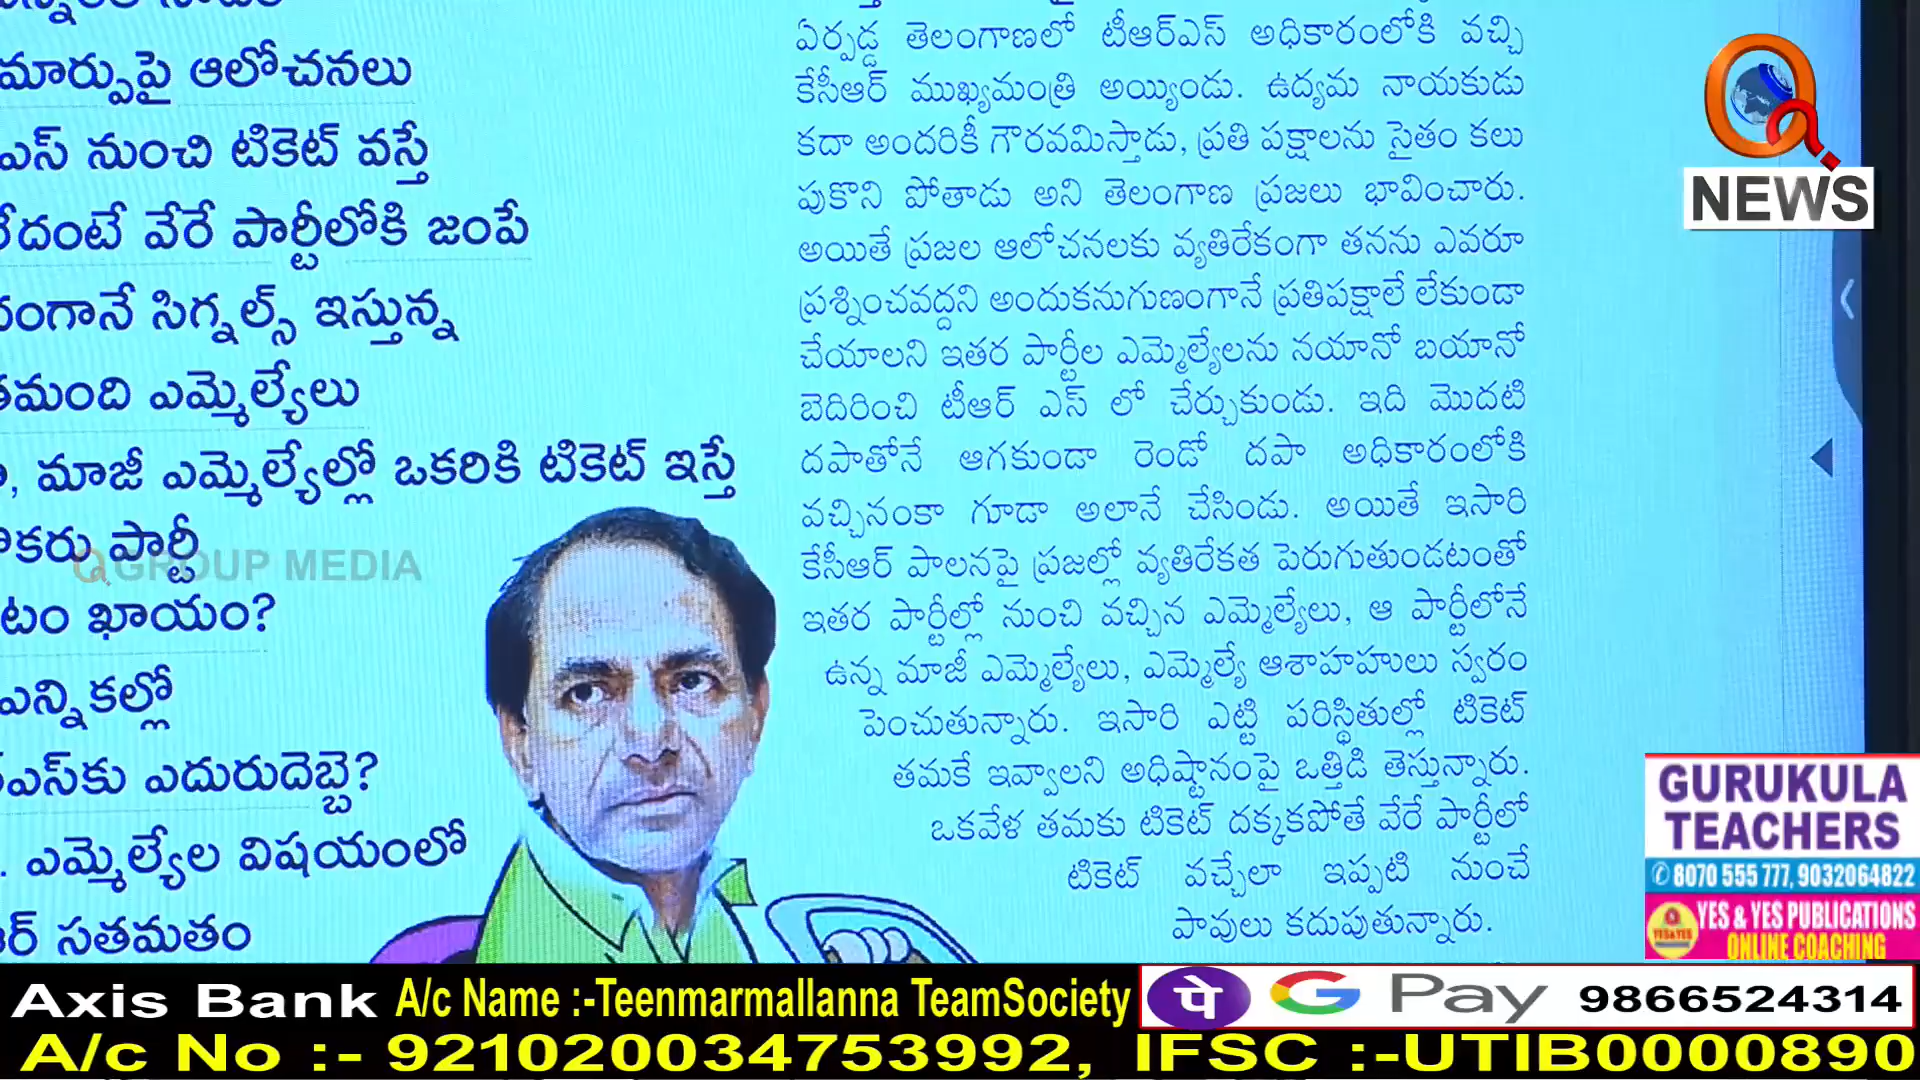 మార్పుపై ఆలోచనలు
ఎస్ నుంచి టికెట్ వస్తే
లేదంటే వేరే పార్టీలోకి జంపే
సిగ్నల్స్ ఇస్తున్న
ఎమ్మెల్యేలు
మాజీ ఎమ్మెల్యేల్లో ఒకరికి టికెట్ ఇస్తే
పార్టీ
ఖాయం?
ఎన్నికల్లో
ఎదురుదెబ్బే?
ఎమ్మెల్యేల విషయంలో
సతమతం
ఏర్పడ్డ తెలంగాణలో టీఆర్ఎస్ అధికారంలోకి వచ్చి
కేసీఆర్ ముఖ్యమంత్రి అయ్యిండు. ఉద్యమ నాయకుడు
కదా అందరికీ గౌరవమిస్తాడు, ప్రతి పక్షాలను సైతం కలు
పుకొని పోతాడు అని తెలంగాణ ప్రజలు భావించారు.
అయితే ప్రజల ఆలోచనలకు వ్యతిరేకంగా తనను ఎవరూ
ప్రశ్నించవద్దని అందుకనుగుణంగానే ప్రతిపక్షాలే లేకుండా
చేయాలని ఇతర పార్టీల ఎమ్మెల్యేలను నయానో బయానో
బెదిరించి టీఆర్ ఎస్ లో చేర్చుకుండు. ఇది మొదటి
దపాతోనే ఆగకుండా రెండో దపా అధికారంలోకి
వచ్చినంకా గూడా అలానే చేసిండు. అయితే ఇసారి
కేసీఆర్ పాలనపై ప్రజల్లో వ్యతిరేకత పెరుగుతుండటంతో
ఇతర పార్టీల్లో నుంచి వచ్చిన ఎమ్మెల్యేలు, ఆ పార్టీలోనే
ఉన్న మాజీ ఎమ్మెల్యేలు, ఎమ్మెల్యే ఆశాహహులు స్వరం
పెంచుతున్నారు. ఇసారి ఎట్టి పరిస్థితుల్లో టికెట్
తమకే ఇవ్వాలని అధిష్టానంపై ఒత్తిడి తెస్తున్నారు.
ఒకవేళ తమకు టికెట్ దక్కకపోతే వేరే పార్టీలో
టికెట్ వచ్చేలా ఇప్పటి నుంచే
పావులు కదుపుతున్నారు.
NEWS
GROUP MEDIA
GURUKULA
TEACHERS
8070 555 777, 9032064822
YES & YES PUBLICATIONS
YES&YES
ONLINE COACHING
Axis Bank A/c Name :-Teenmarmallanna TeamSociety
पे G Pay 9866524314
A/c No :- 921020034753992, IFSC :-UTIB0000890